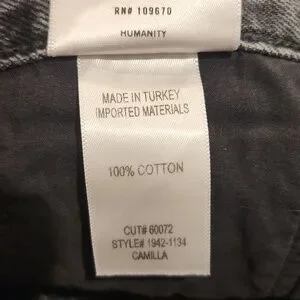 RN# 109670
HUMANITY
MADE IN TURKEY
IMPORTED MATERIALS
100% COTTON
CUT# 60072
STYLE# 1942-1134
CAMILLA